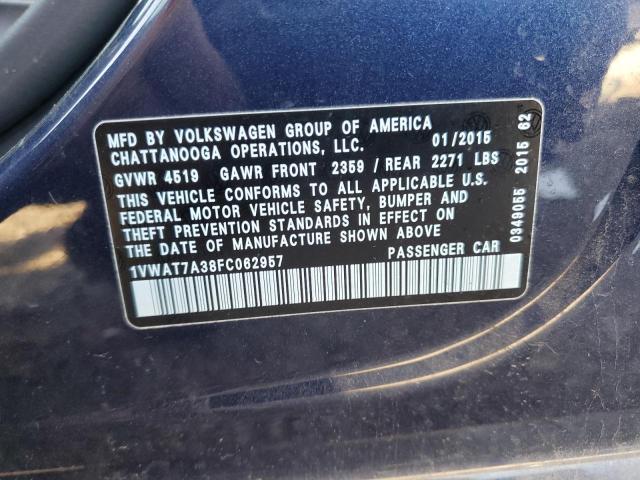 MFD BY VOLKSWAGEN GROUP OF AMERICA
CHATTANOOGA OPERATIONS, LLC. 01/2015
GVWR 4519 GAWR FRONT 2359 / REAR 2271 LBS
THIS VEHICLE CONFORMS TO ALL APPLICABLE U.S.
FEDERAL MOTOR VEHICLE SAFETY, BUMPER AND
THEFT PREVENTION STANDARDS IN EFFECT ON
THE DATE OF MANUFACTURE SHOWN ABOVE.
1VWAT7A38FC062957 PASSENGER CAR
0349055 2015 62